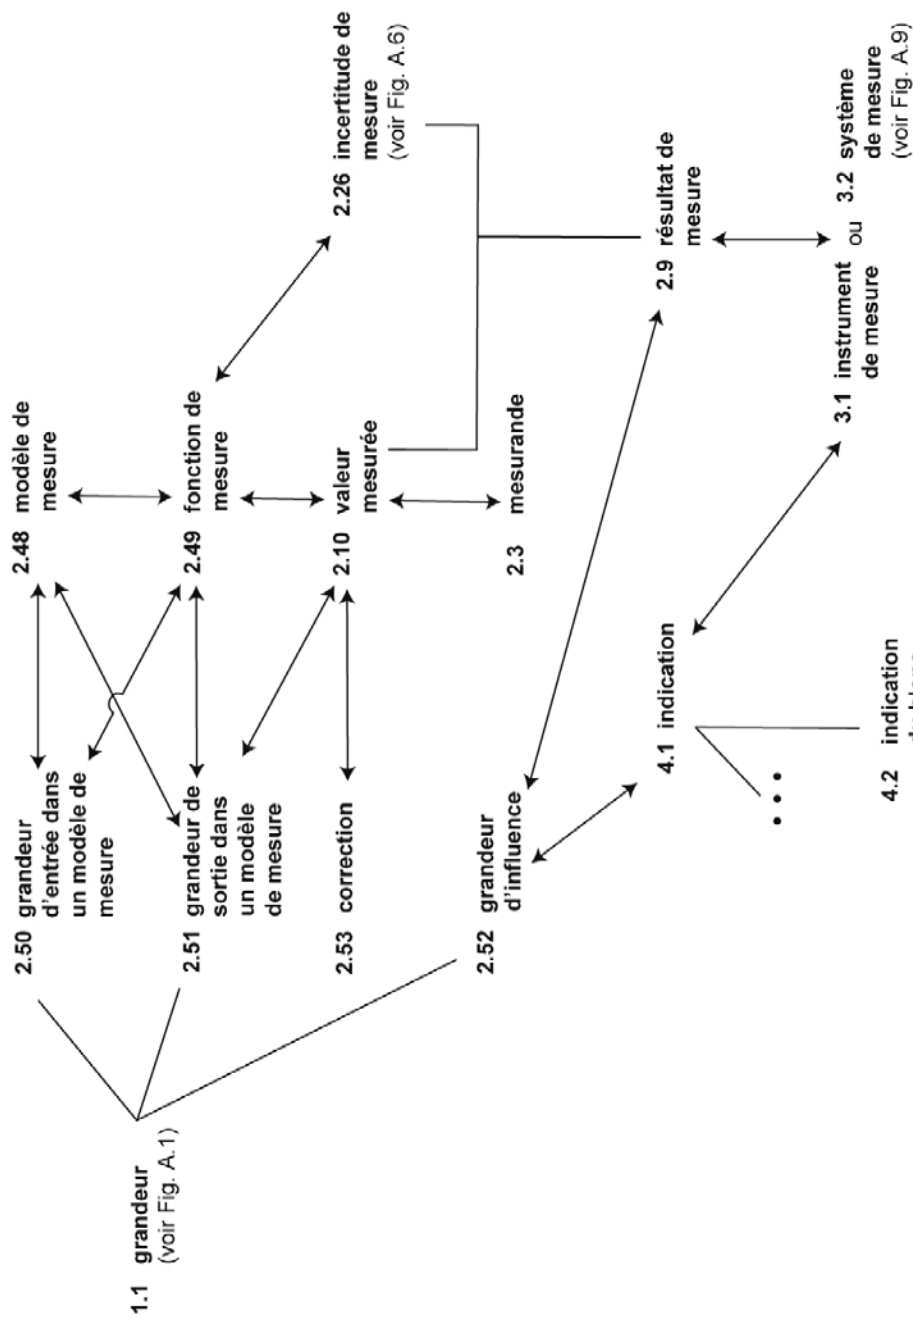 1.1 grandeur
(voir Fig. A.1)
2.50 grandeur
d'entrée dans
un modèle de
mesure
2.48 modèle de
mesure
2.51 grandeur de
sortie dans
un modèle
de mesure
2.49 fonction de
mesure
2.26 incertitude de
mesure
(voir Fig. A.6)
2.53 correction
2.10 valeur
mesurée
2.52 grandeur
d'influence
2.3 mesurande
4.1 indication
2.9 résultat de
mesure
3.1 instrument
de mesure
ou
3.2 système
de mesure
(voir Fig. A.9)
• • •
4.2 indication